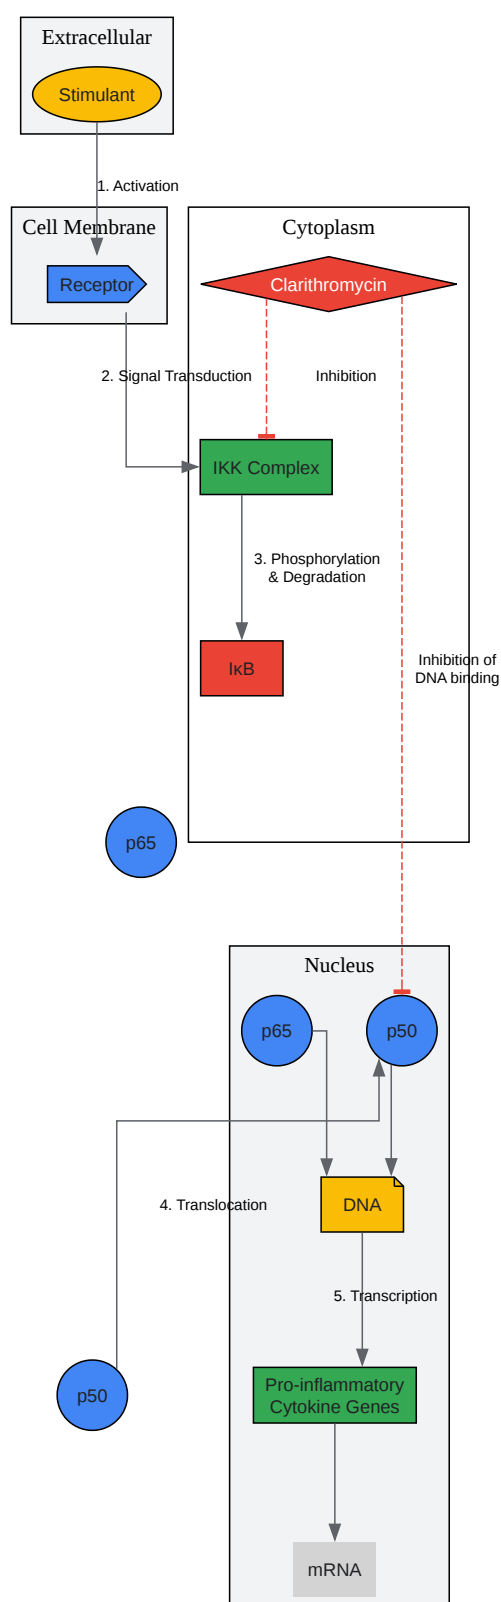 Extracellular
Stimulant
1. Activation
Cell Membrane
Receptor
Cytoplasm
Clarithromycin
2. Signal Transduction
Inhibition
IKK Complex
3. Phosphorylation
& Degradation
IκB
Inhibition of
DNA binding
p65
Nucleus
p65
p50
4. Translocation
DNA
5. Transcription
p50
Pro-inflammatory
Cytokine Genes
mRNA